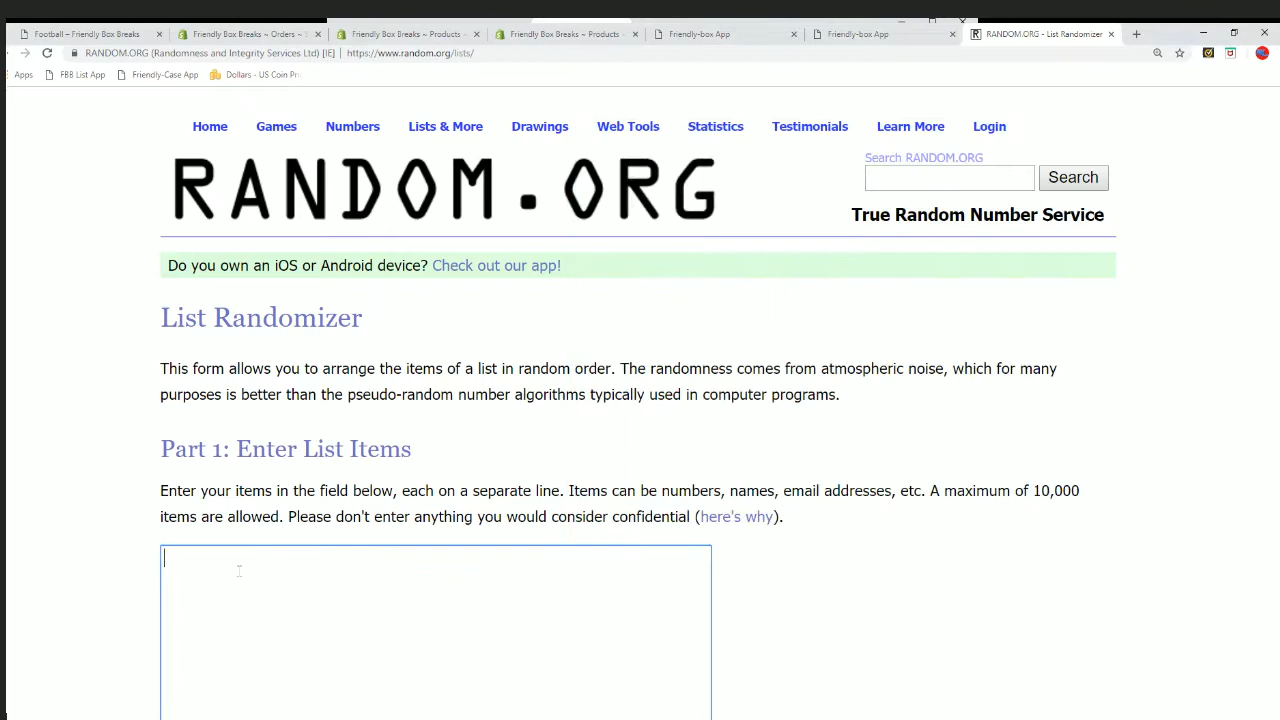 Football – Friendly Box Breaks
Friendly Box Breaks ~ Orders ~
Friendly Box Breaks ~ Products ~
Friendly Box Breaks ~ Products ~
Friendly-box App
Friendly-box App
RANDOM.ORG - List Randomizer
RANDOM.ORG (Randomness and Integrity Services Ltd) [IE] | https://www.random.org/lists/
Apps
FBB List App
Friendly-Case App
Dollars - US Coin Pri
Home
Games
Numbers
Lists & More
Drawings
Web Tools
Statistics
Testimonials
Learn More
Login
RANDOM.ORG
Search RANDOM.ORG
Search
True Random Number Service
Do you own an iOS or Android device? Check out our app!
List Randomizer
This form allows you to arrange the items of a list in random order. The randomness comes from atmospheric noise, which for many
purposes is better than the pseudo-random number algorithms typically used in computer programs.
Part 1: Enter List Items
Enter your items in the field below, each on a separate line. Items can be numbers, names, email addresses, etc. A maximum of 10,000
items are allowed. Please don't enter anything you would consider confidential (here's why).